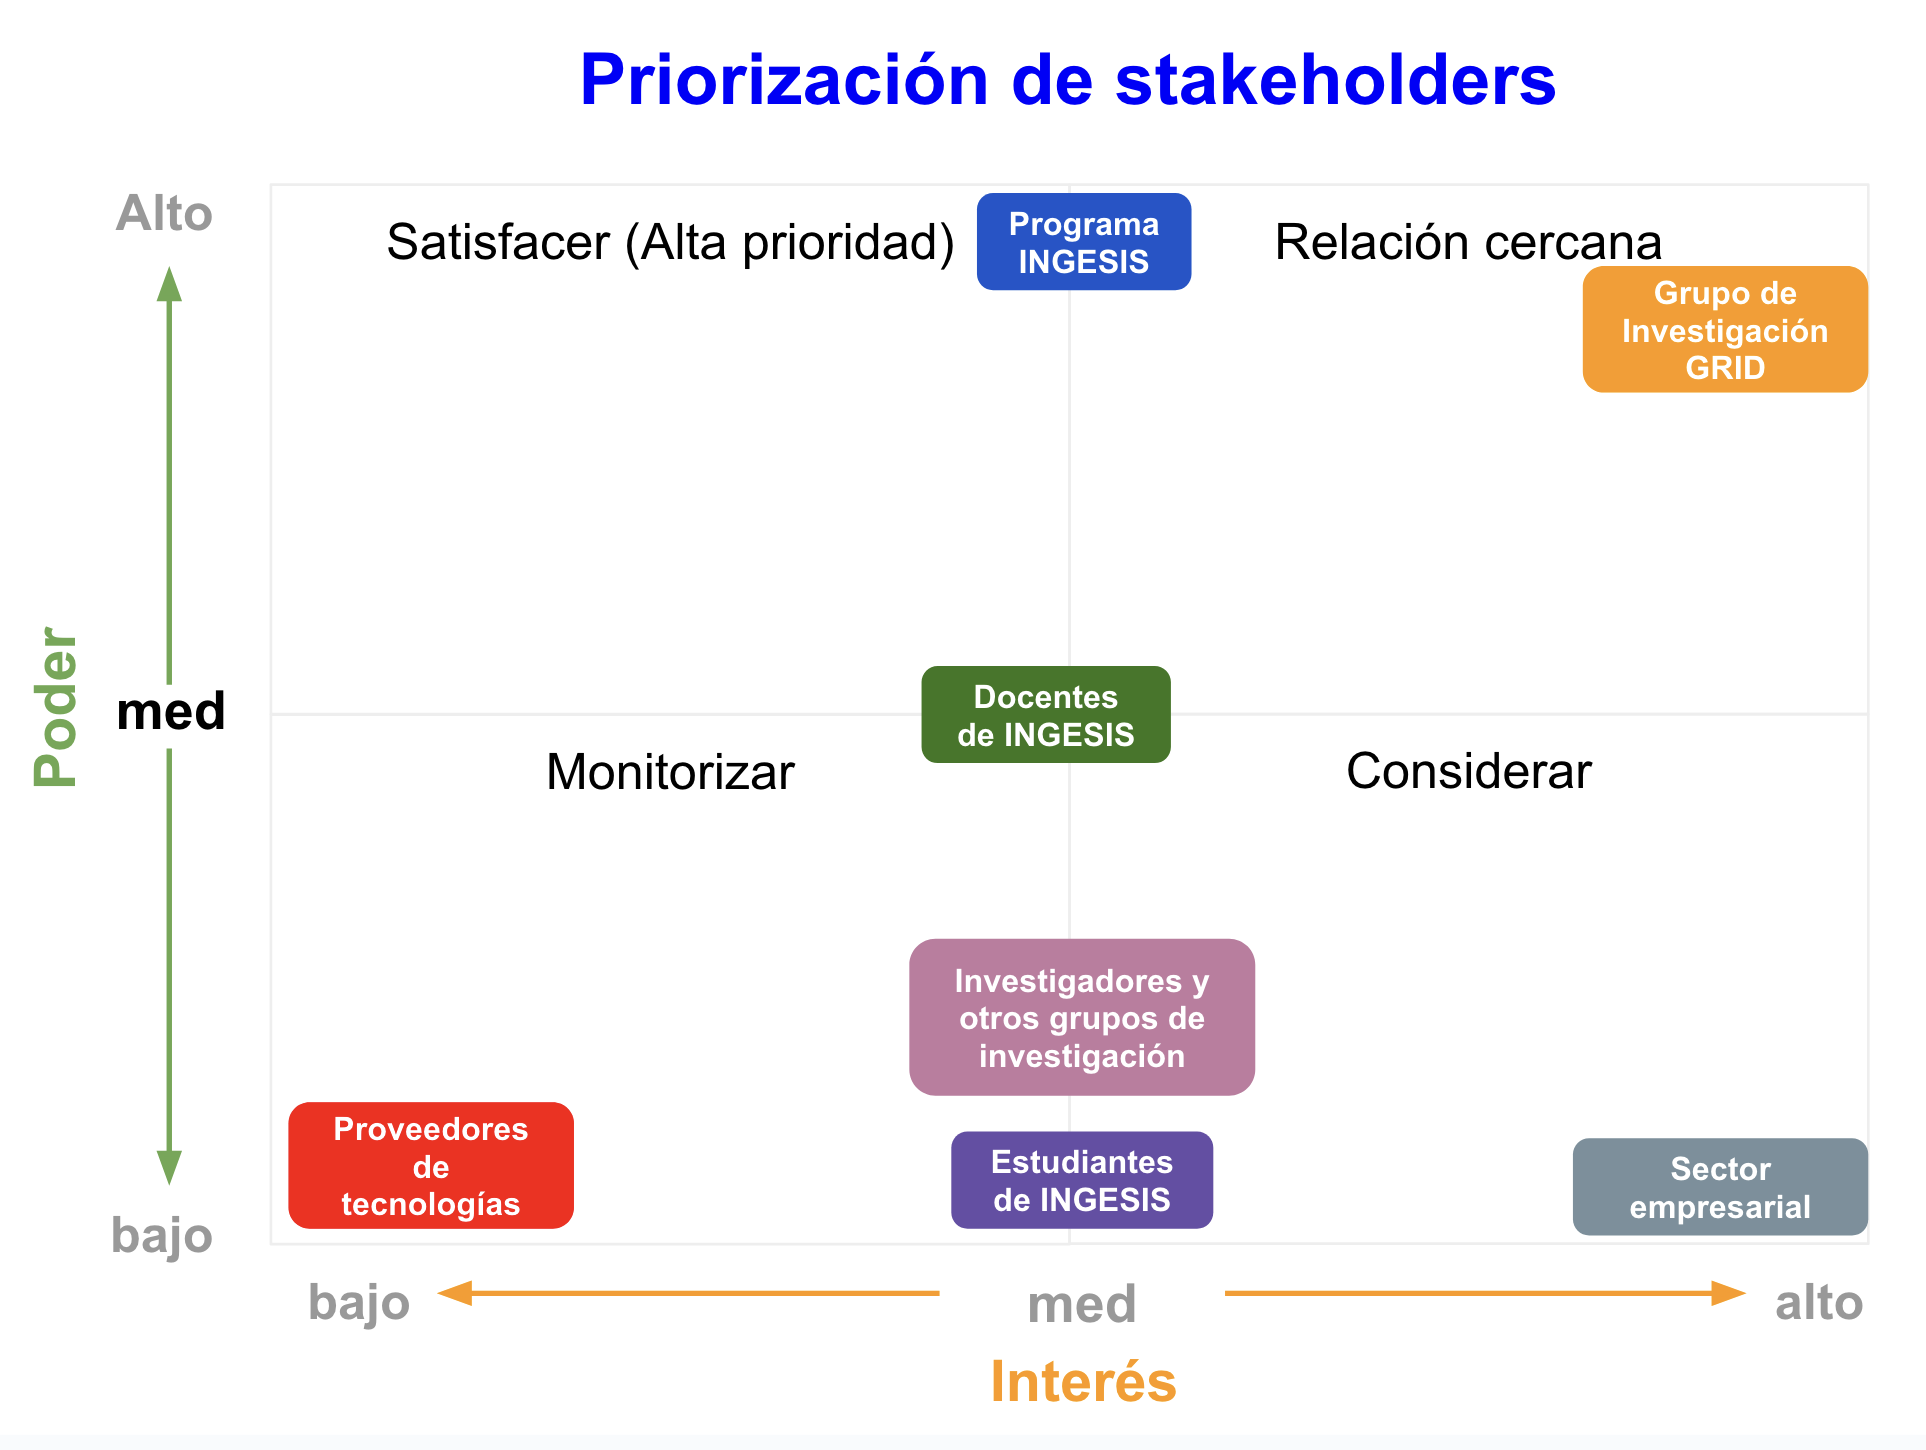 Priorización de stakeholders
Alto
Satisfacer (Alta prioridad)
Programa
INGESIS
Relación cercana
Grupo de
Investigación
GRID
Poder
med
Docentes
de INGESIS
Monitorizar
Considerar
Investigadores y
otros grupos de
investigación
Proveedores
de
tecnologías
Estudiantes
de INGESIS
Sector
empresarial
bajo
bajo
med
alto
Interés